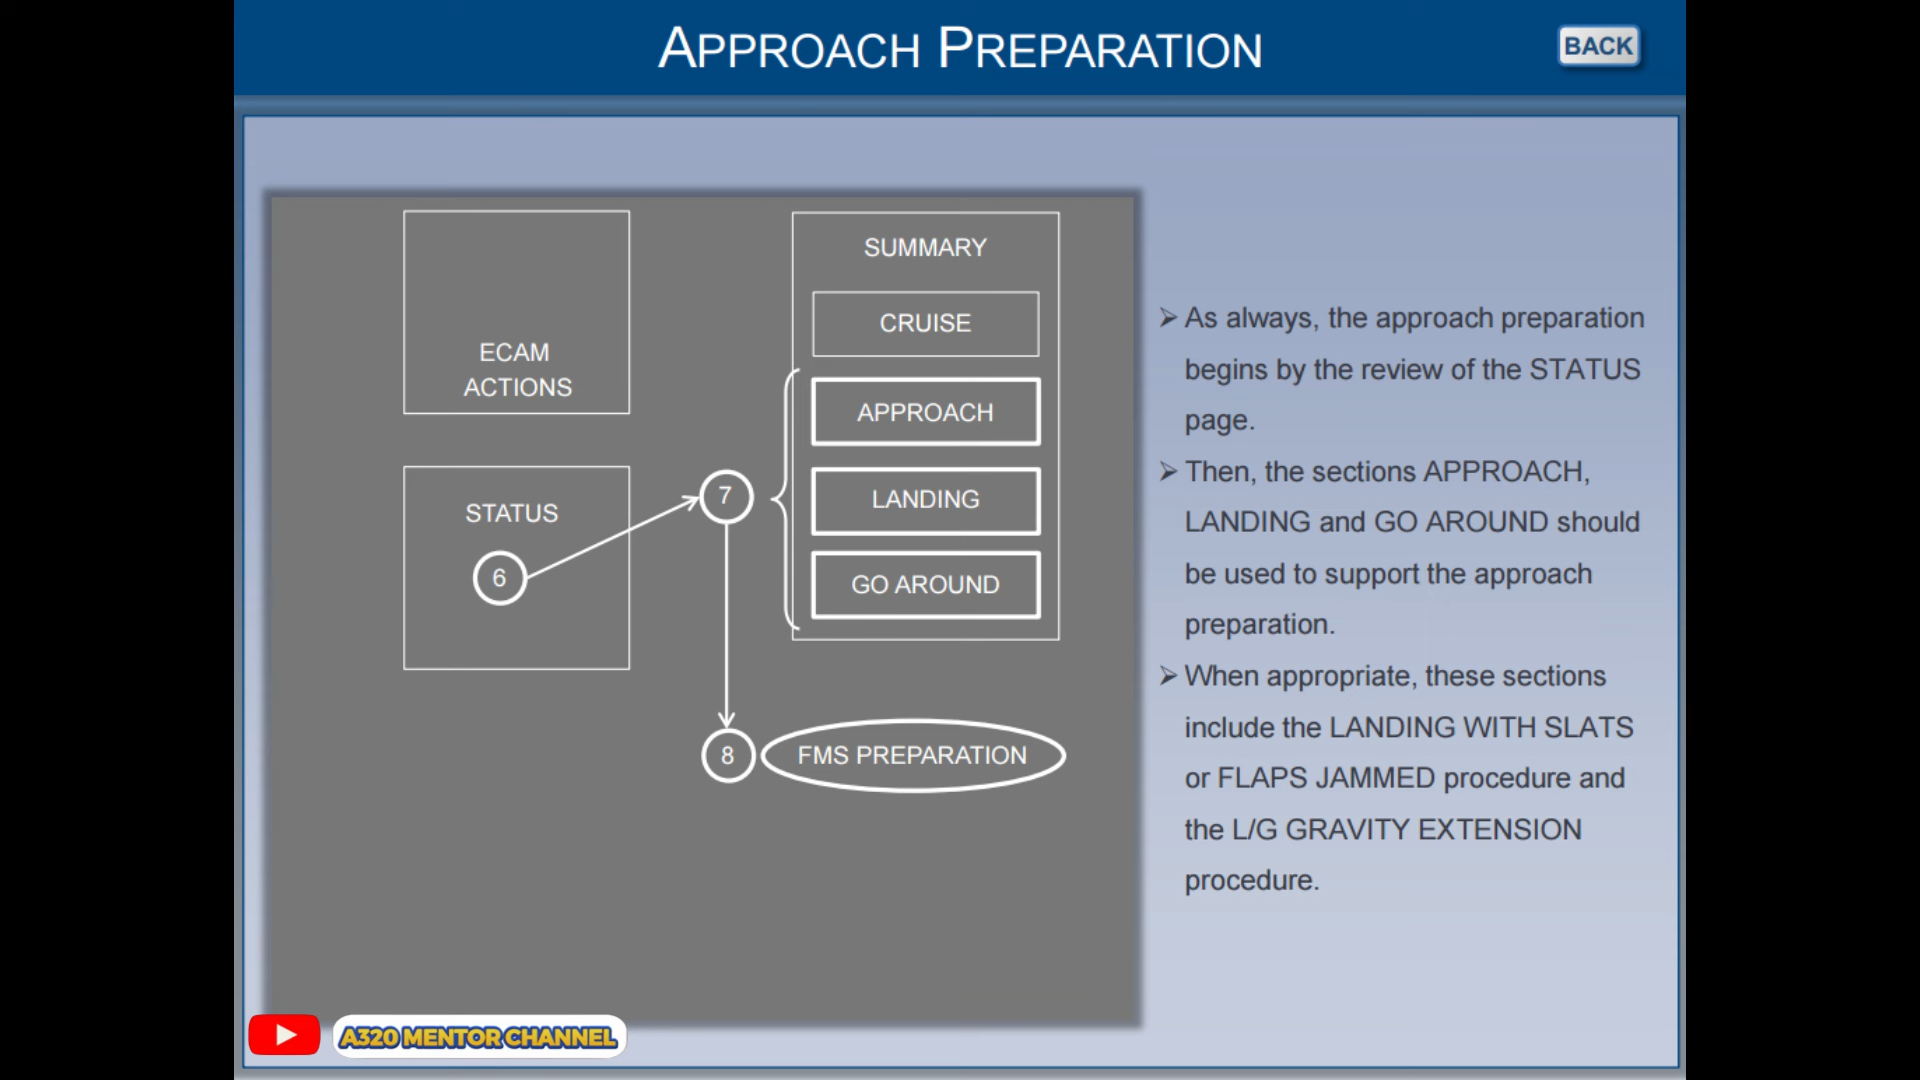 APPROACH PREPARATION
BACK
ECAM
ACTIONS
STATUS
6
7
SUMMARY
CRUISE
APPROACH
LANDING
GO AROUND
8
FMS PREPARATION
As always, the approach preparation
begins by the review of the STATUS
page.
Then, the sections APPROACH,
LANDING and GO AROUND should
be used to support the approach
preparation.
When appropriate, these sections
include the LANDING WITH SLATS
or FLAPS JAMMED procedure and
the L/G GRAVITY EXTENSION
procedure.
A320 MENTOR CHANNEL